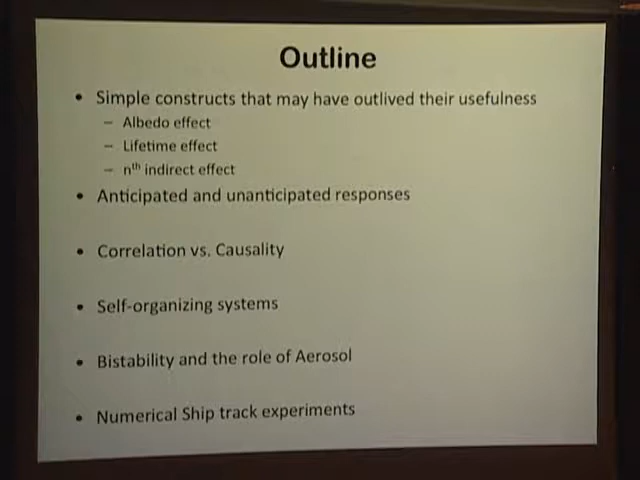 Outline
• Simple constructs that may have outlived their usefulness
– Albedo effect
– Lifetime effect
– nth indirect effect
• Anticipated and unanticipated responses
• Correlation vs. Causality
• Self-organizing systems
• Bistability and the role of Aerosol
• Numerical Ship track experiments